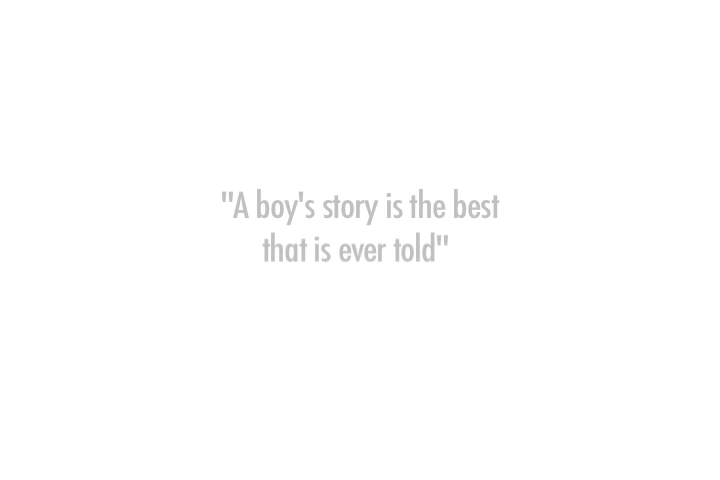 "A boy's story is the best
that is ever told"